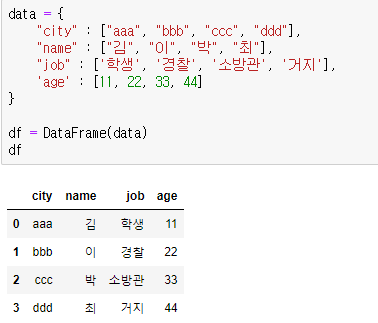 data = {
    "city" : ["aaa", "bbb", "ccc", "ddd"],
    "name" : ["김", "이", "박", "최"],
    "job" : ['학생', '경찰', '소방관', '거지'],
    'age' : [11, 22, 33, 44]
}
df = DataFrame(data)
df
city name job age
0 aaa 김 학생 11
1 bbb 이 경찰 22
2 ccc 박 소방관 33
3 ddd 최 거지 44